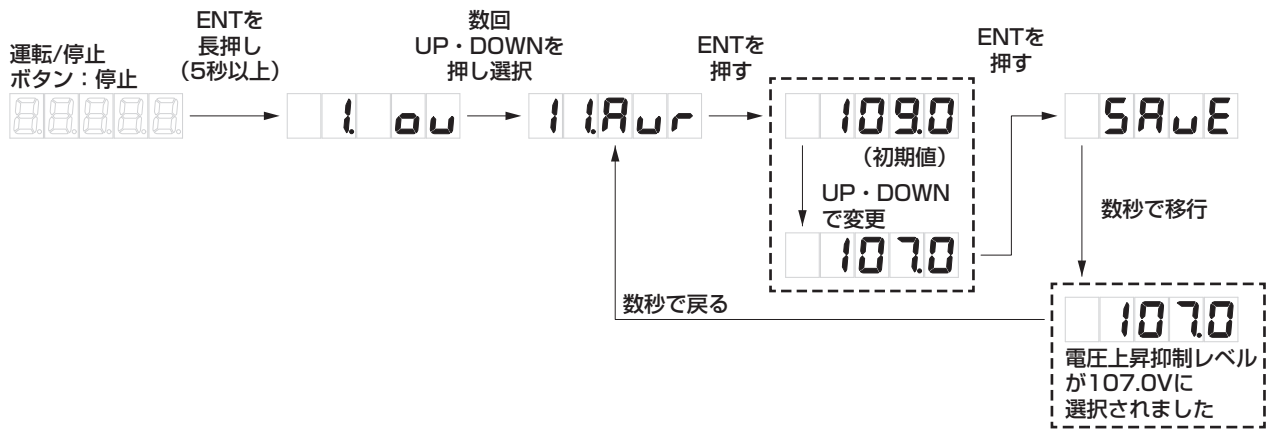 運転/停止
ボタン：停止
ENTを
長押し
（5秒以上）
1. ou
数回
UP・DOWNを
押し選択
11.Aur
ENTを
押す
109.0
（初期値）
UP・DOWN
で変更
107.0
ENTを
押す
SAuE
数秒で移行
107.0
電圧上昇抑制レベル
が107.0Vに
選択されました
数秒で戻る